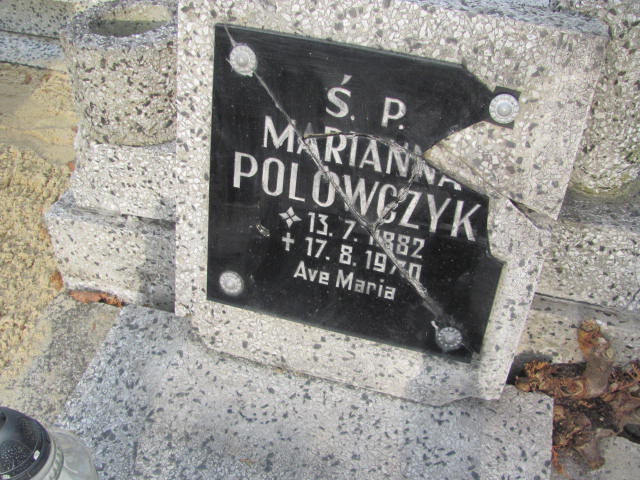 Ś. P.
MARIANNA
POLOWCZYK
13. 7. 1882
17. 8. 1970
Ave Maria